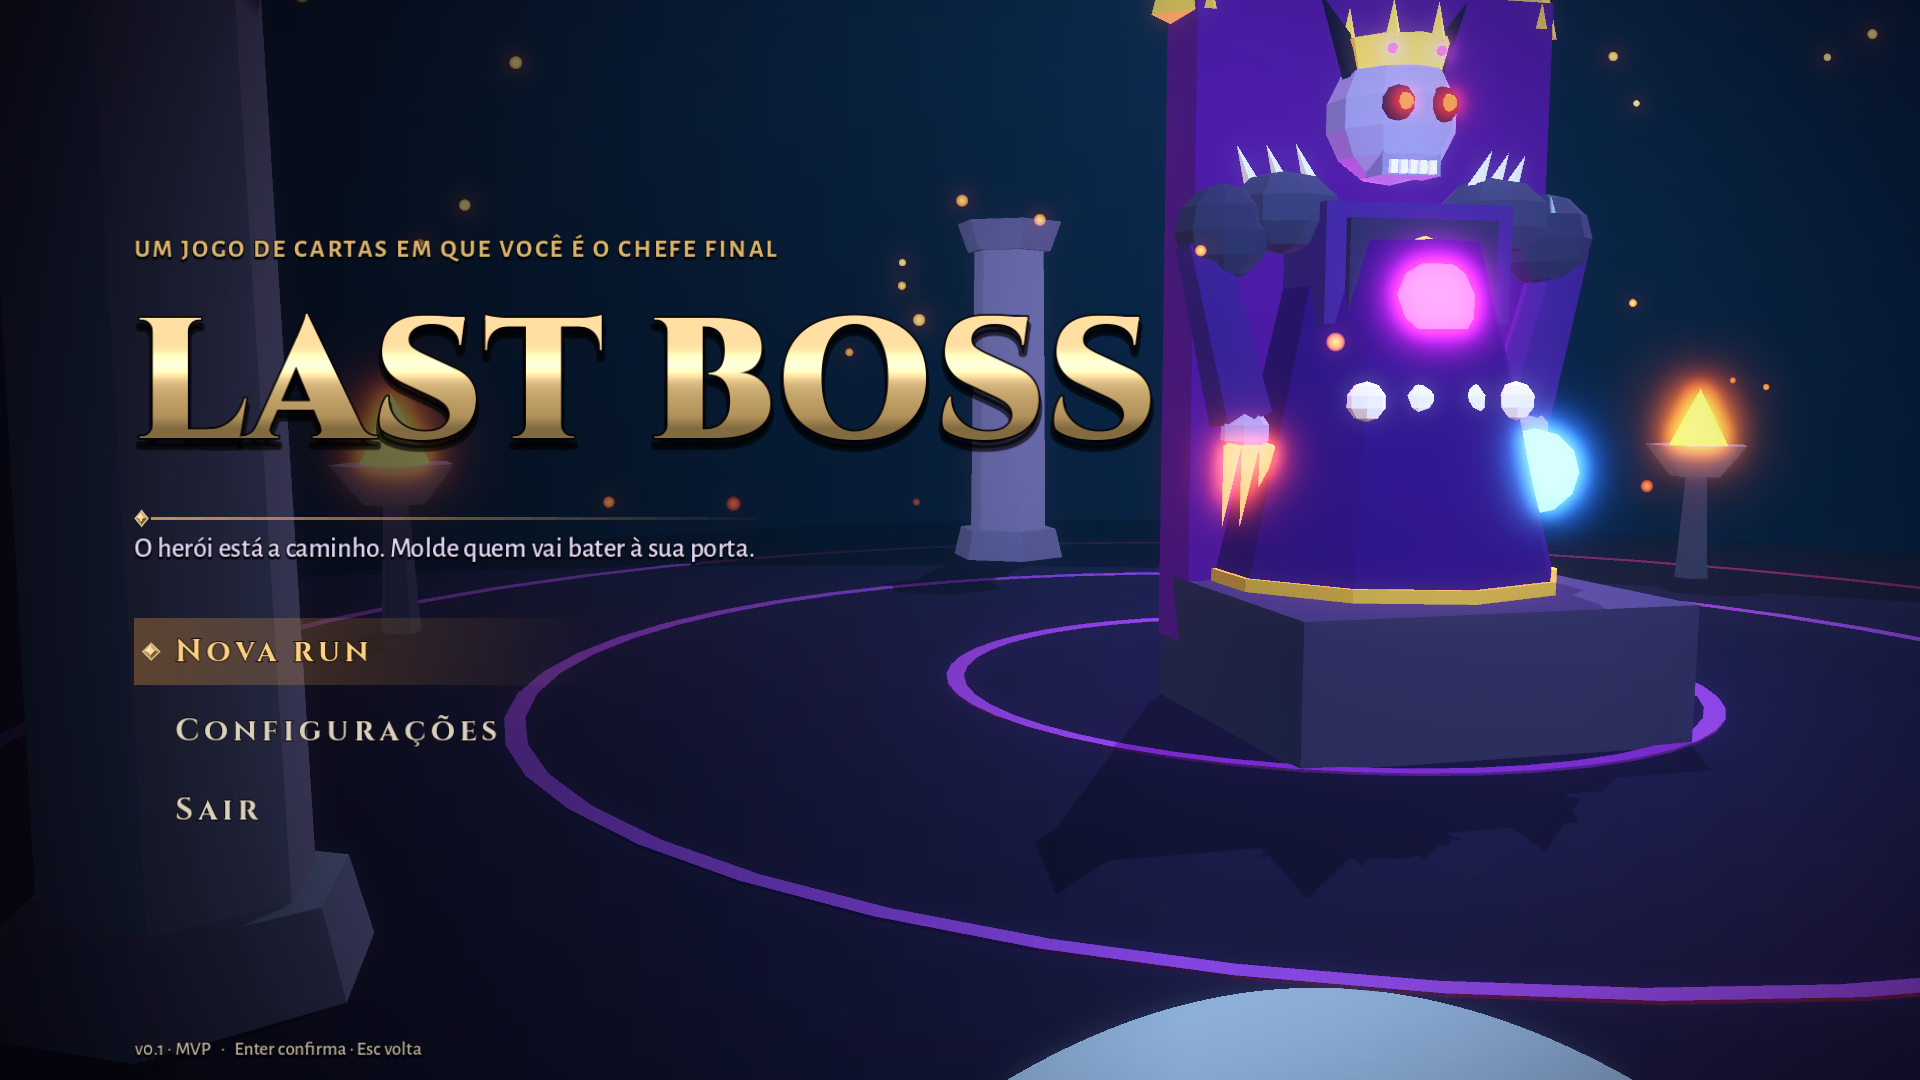 UM JOGO DE CARTAS EM QUE VOCÊ É O CHEFE FINAL
LAST BOSS
O herói está a caminho. Molde quem vai bater à sua porta.
NOVA RUN
CONFIGURAÇÕES
SAIR
v0.1 · MVP · Enter confirma · Esc volta